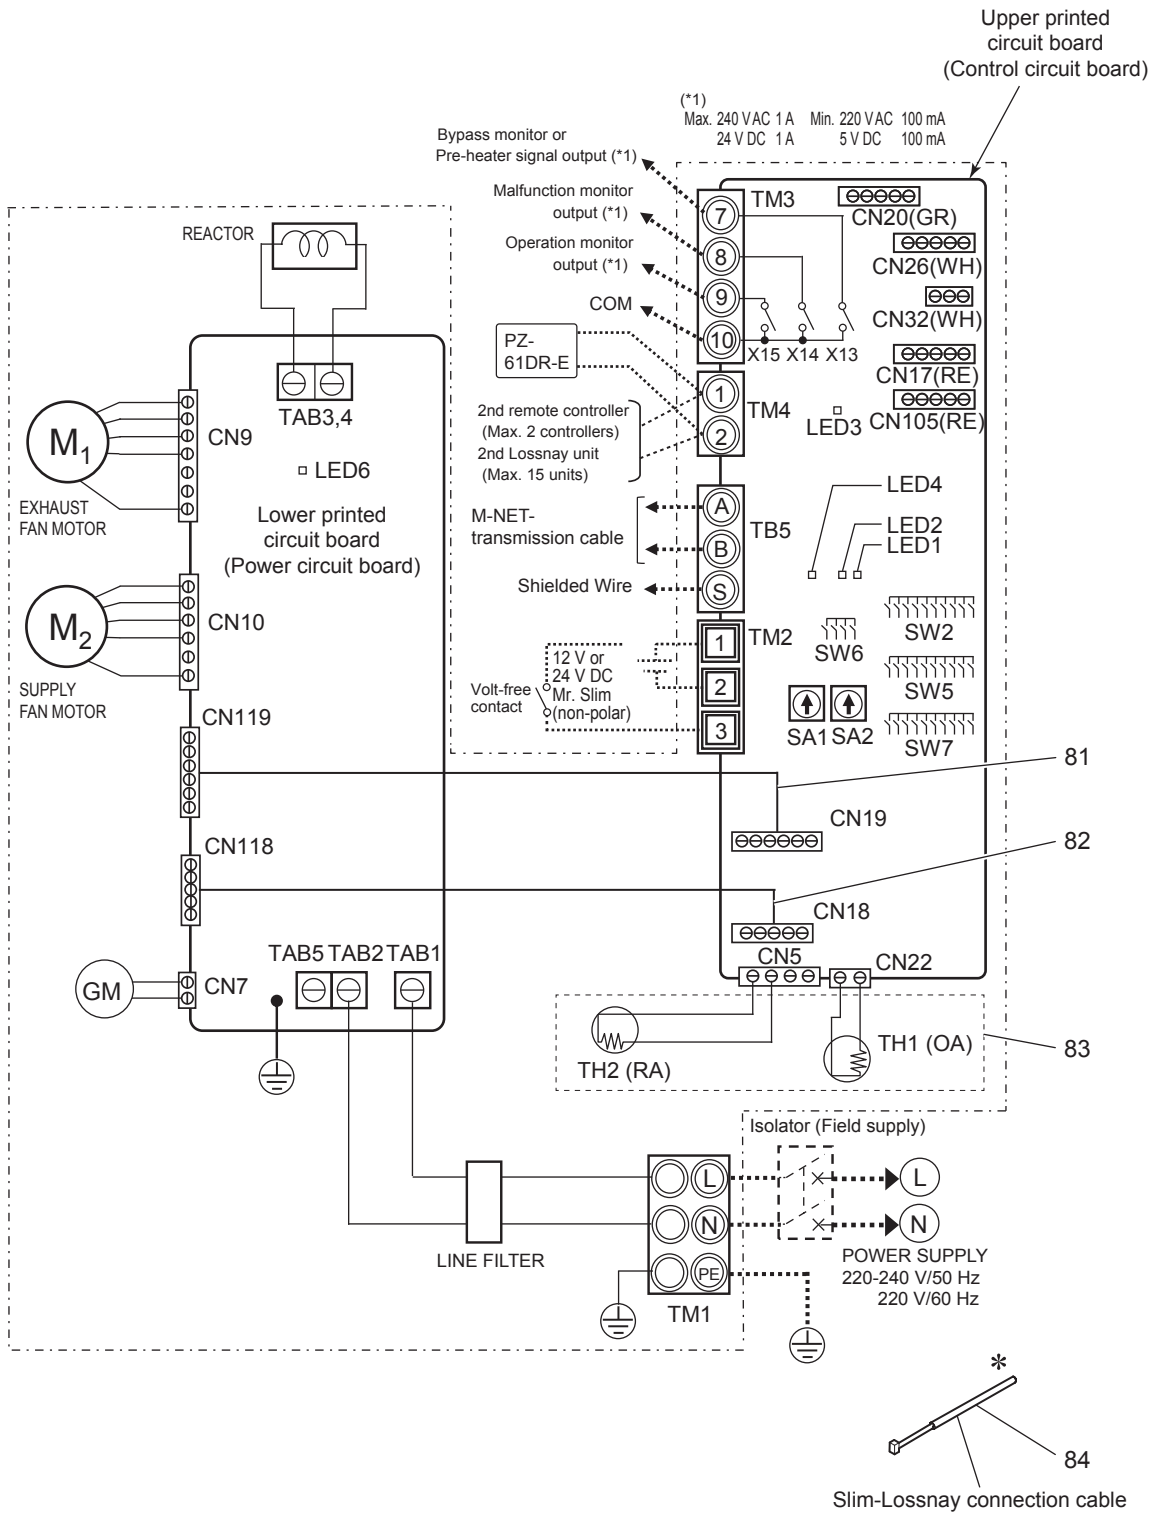 Upper printed
circuit board
(Control circuit board)
(*1)
Max. 240 V AC 1 A Min. 220 V AC 100 mA
24 V DC 1 A 5 V DC 100 mA
Bypass monitor or
Pre-heater signal output (*1)
Malfunction monitor
output (*1)
Operation monitor
output (*1)
COM
7
8
9
10
TM3
X15 X14 X13
CN20(GR)
CN26(WH)
CN32(WH)
CN17(RE)
CN105(RE)
LED3
REACTOR
PZ-
61DR-E
1
2
TM4
2nd remote controller
(Max. 2 controllers)
2nd Lossnay unit
(Max. 15 units)
TAB3,4
M1
EXHAUST
FAN MOTOR
CN9
LED6
Lower printed
circuit board
(Power circuit board)
M-NET-
transmission cable
Shielded Wire
A
B
S
TB5
LED4
LED2
LED1
M2
SUPPLY
FAN MOTOR
CN10
1
2
3
TM2
12 V or
24 V DC
Mr. Slim
(non-polar)
Volt-free
contact
SW6
SW2
SW5
SW7
SA1 SA2
CN119
81
CN19
CN118
82
CN18
CN5
CN22
GM
CN7
TAB5 TAB2 TAB1
TH2 (RA)
TH1 (OA)
83
Isolator (Field supply)
L
N
PE
TM1
LINE FILTER
L
N
POWER SUPPLY
220-240 V/50 Hz
220 V/60 Hz
*
84
Slim-Lossnay connection cable